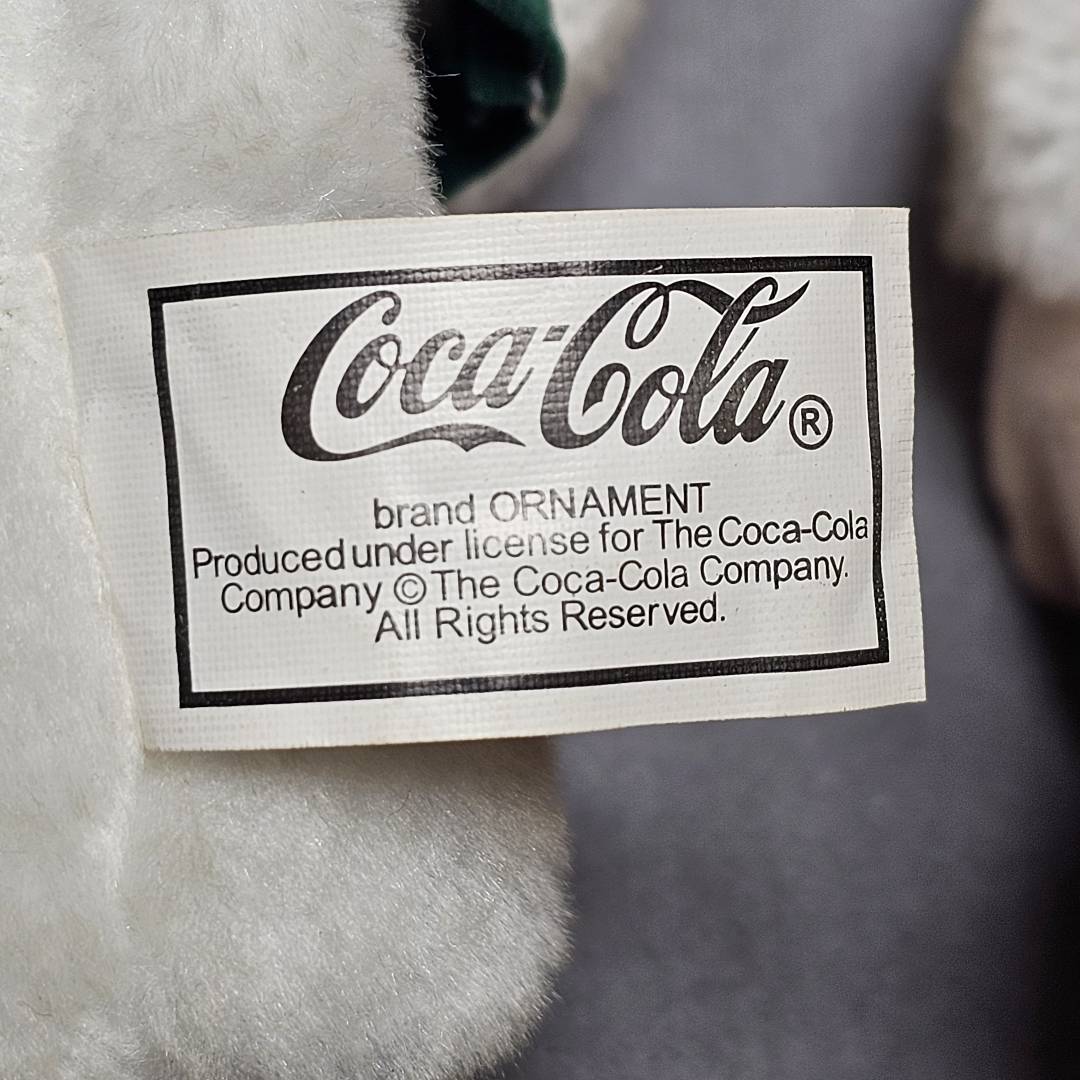 Coca-Cola®
brand ORNAMENT
Produced under license for The Coca-Cola
Company © The Coca-Cola Company.
All Rights Reserved.